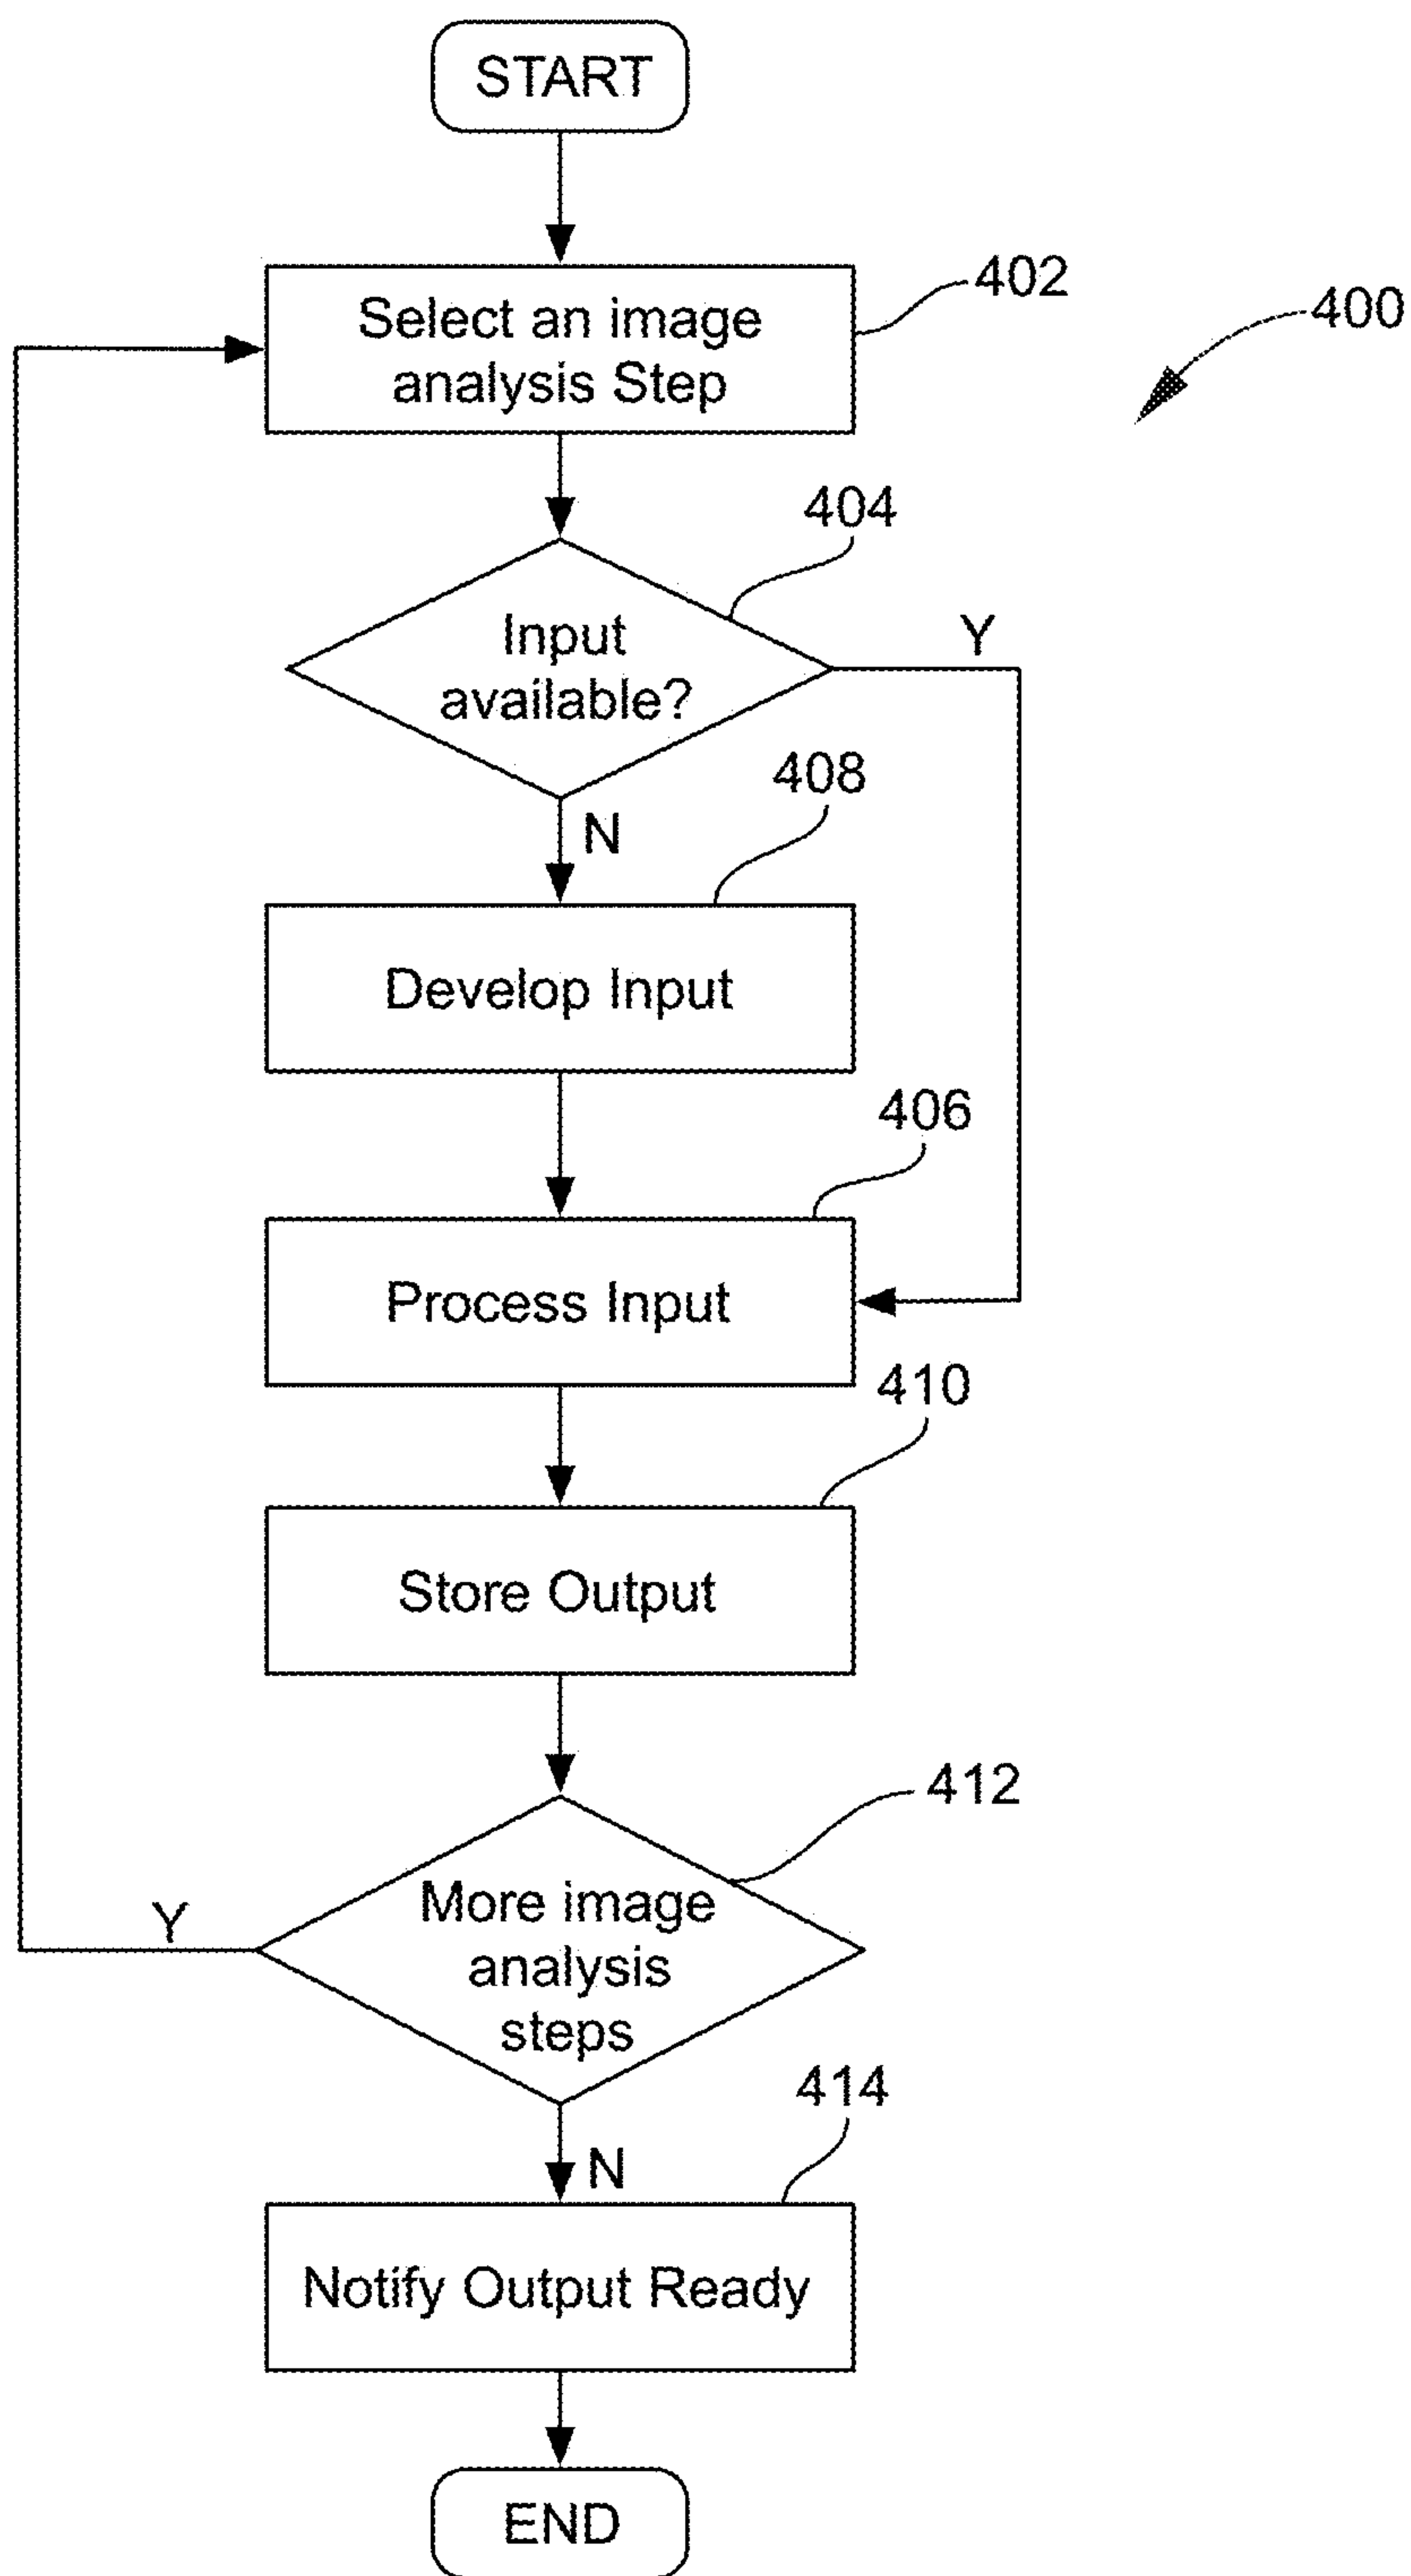 START
402
400
Select an image
analysis Step
404
Input
available?
Y
408
N
Develop Input
406
Process Input
410
Store Output
412
More image
analysis
steps
Y
414
N
Notify Output Ready
END